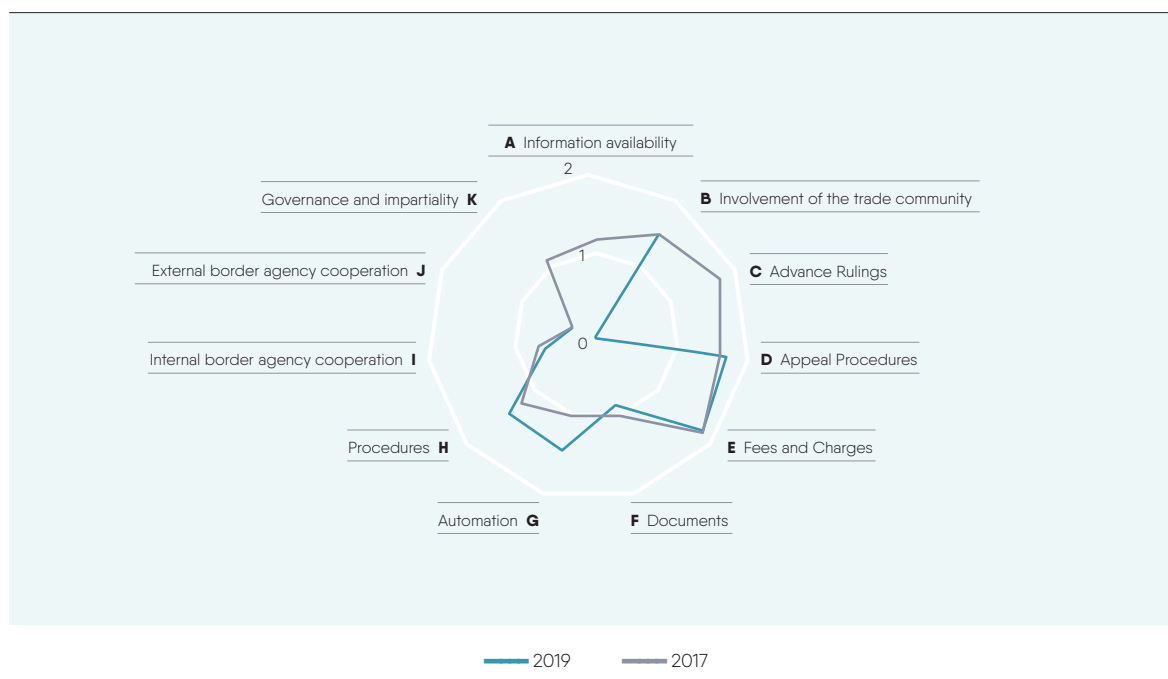 A Information availability
2
Governance and impartiality K
B Involvement of the trade community
1
External border agency cooperation J
C Advance Rulings
0
Internal border agency cooperation I
D Appeal Procedures
Procedures H
E Fees and Charges
Automation G
F Documents
2019
2017